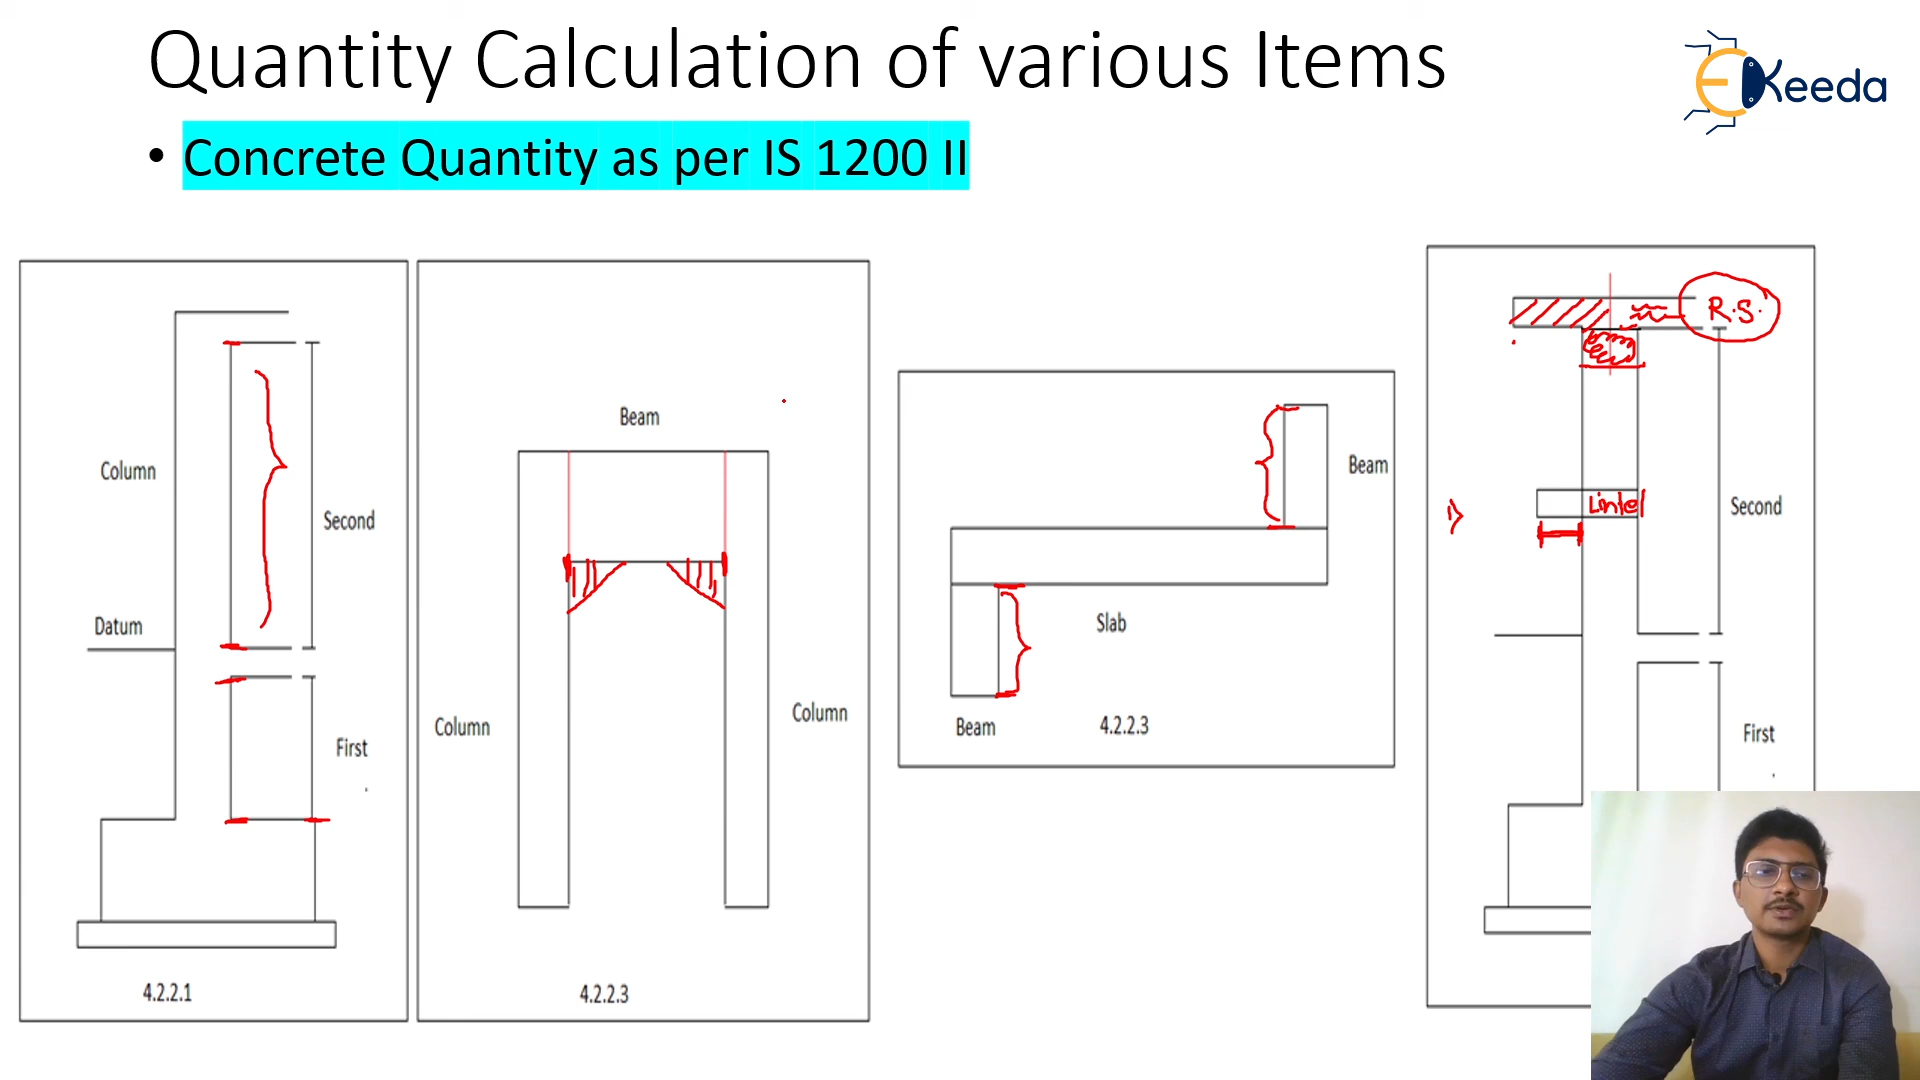 Quantity Calculation of various Items
EKeeda
• Concrete Quantity as per IS 1200 II
Column
Second
Datum
First
4.2.2.1
Beam
Column
Column
4.2.2.3
Beam
Slab
Beam
4.2.2.3
R.S.
Lintel
Second
First